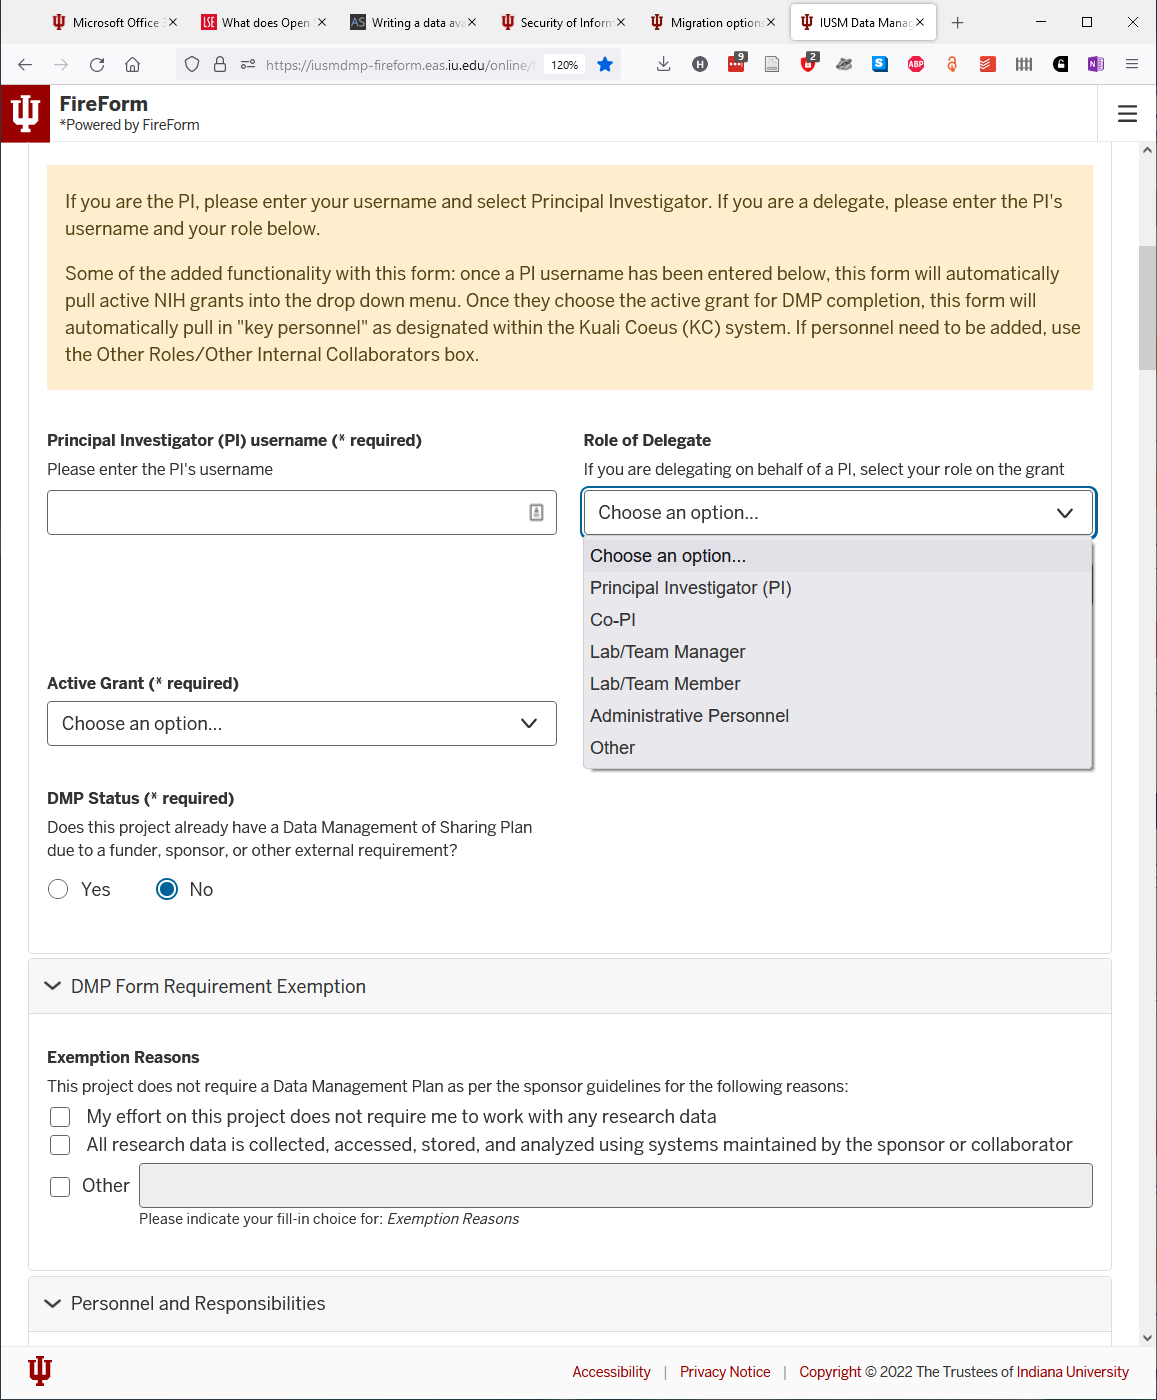 Microsoft Office 3
What does Open S
AS Writing a data ava
Security of Inform
Migration options
IUSM Data Manag
https://iusmdmp-fireform.eas.iu.edu/online/f
120%
9
2
FireForm
*Powered by FireForm
If you are the PI, please enter your username and select Principal Investigator. If you are a delegate, please enter the PI's
username and your role below.
Some of the added functionality with this form: once a PI username has been entered below, this form will automatically
pull active NIH grants into the drop down menu. Once they choose the active grant for DMP completion, this form will
automatically pull in "key personnel" as designated within the Kuali Coeus (KC) system. If personnel need to be added, use
the Other Roles/Other Internal Collaborators box.
Principal Investigator (PI) username (* required)
Please enter the PI's username
Role of Delegate
If you are delegating on behalf of a PI, select your role on the grant
Choose an option...
Choose an option...
Principal Investigator (PI)
Co-PI
Lab/Team Manager
Lab/Team Member
Administrative Personnel
Other
Active Grant (* required)
Choose an option...
DMP Status (* required)
Does this project already have a Data Management of Sharing Plan
due to a funder, sponsor, or other external requirement?
Yes
No
DMP Form Requirement Exemption
Exemption Reasons
This project does not require a Data Management Plan as per the sponsor guidelines for the following reasons:
My effort on this project does not require me to work with any research data
All research data is collected, accessed, stored, and analyzed using systems maintained by the sponsor or collaborator
Other
Please indicate your fill-in choice for: Exemption Reasons
Personnel and Responsibilities
Accessibility | Privacy Notice | Copyright © 2022 The Trustees of Indiana University